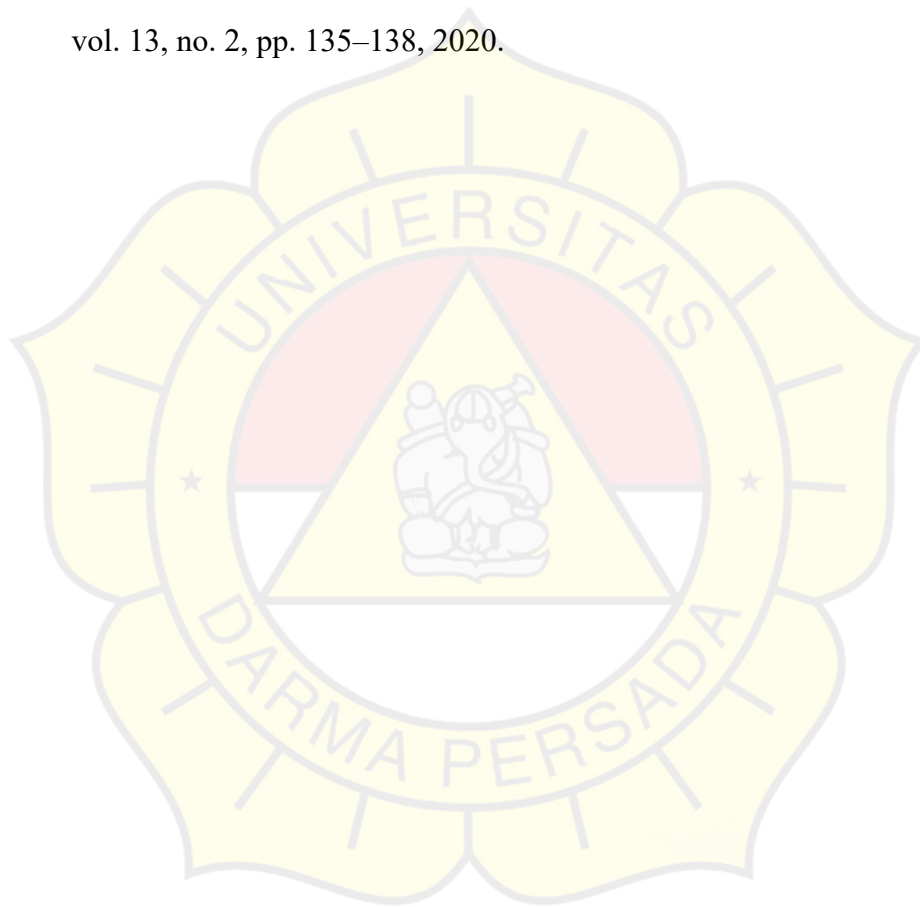 vol. 13, no. 2, pp. 135–138, 2020.
UNIVERSITAS
DARMA PERSADA